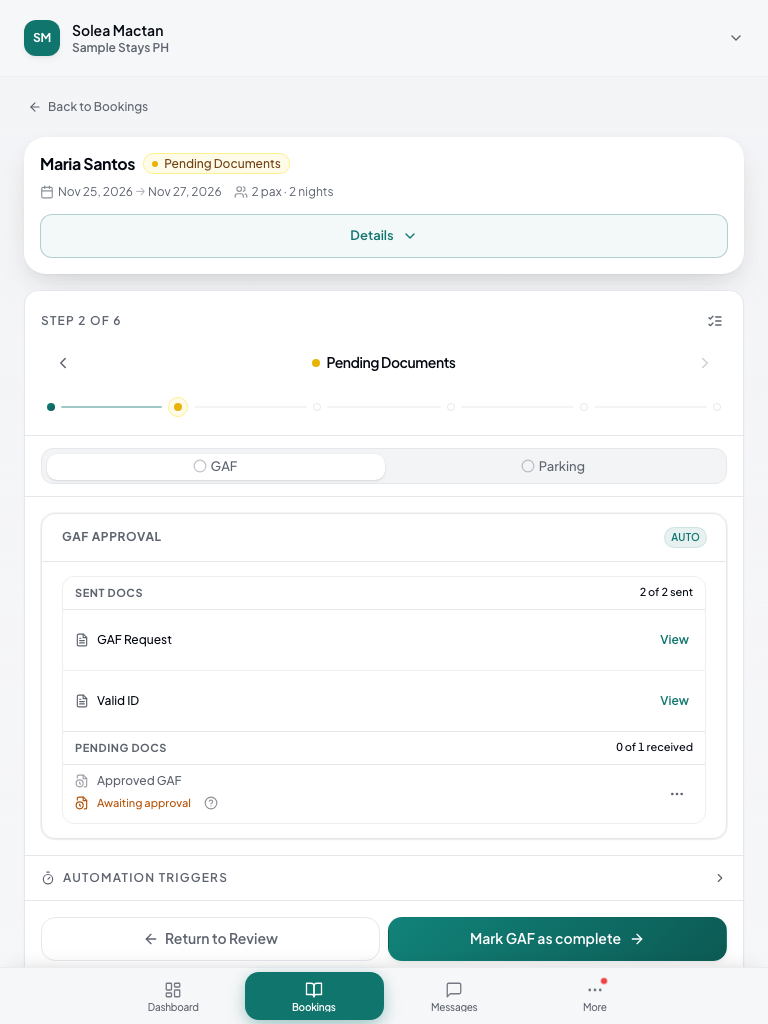 SM
Solea Mactan
Sample Stays PH
Back to Bookings
Maria Santos Pending Documents
Nov 25, 2026 → Nov 27, 2026 2 pax · 2 nights
Details
STEP 2 OF 6
Pending Documents
GAF Parking
GAF APPROVAL AUTO
SENT DOCS 2 of 2 sent
GAF Request View
Valid ID View
PENDING DOCS 0 of 1 received
Approved GAF
Awaiting approval
AUTOMATION TRIGGERS
← Return to Review Mark GAF as complete →
Dashboard Bookings Messages More